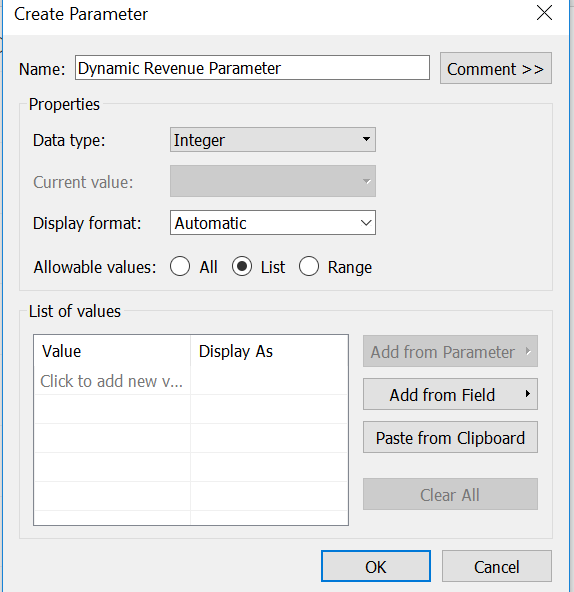 Create Parameter
Name: Dynamic Revenue Parameter Comment >>
Properties
Data type: Integer
Current value:
Display format: Automatic
Allowable values: All List Range
List of values
Value Display As
Click to add new v...
Add from Parameter
Add from Field
Paste from Clipboard
Clear All
OK Cancel